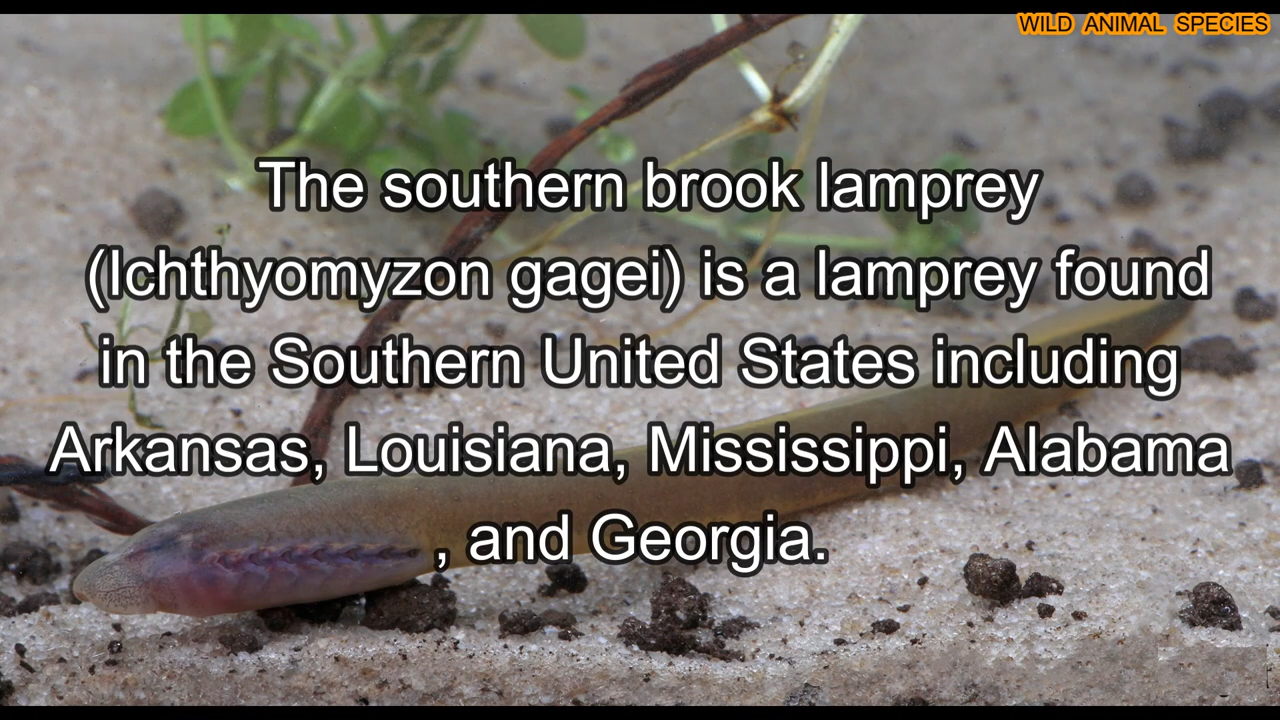 WILD ANIMAL SPECIES
The southern brook lamprey
(Ichthyomyzon gagei) is a lamprey found
in the Southern United States including
Arkansas, Louisiana, Mississippi, Alabama
, and Georgia.